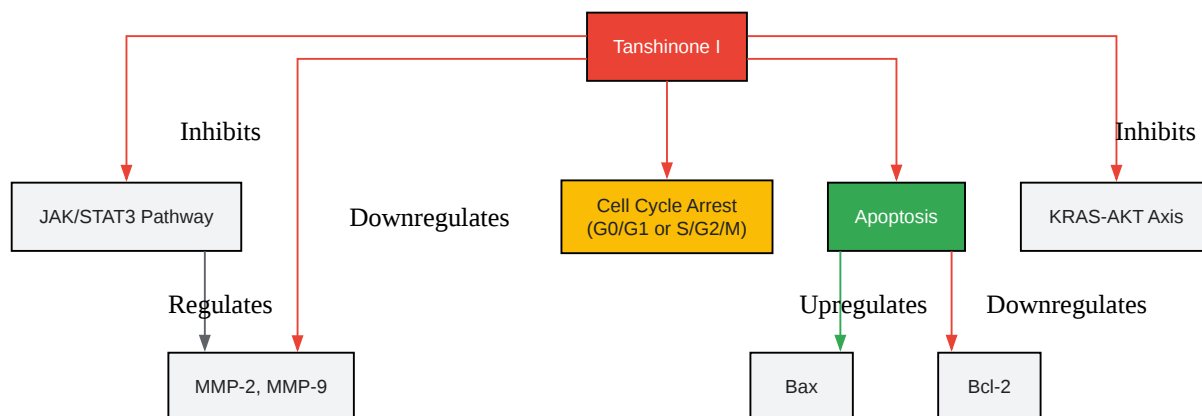 Tanshinone I
Inhibits
Inhibits
JAK/STAT3 Pathway
Downregulates
Cell Cycle Arrest
(G0/G1 or S/G2/M)
Apoptosis
KRAS-AKT Axis
Regulates
Upregulates
Downregulates
MMP-2, MMP-9
Bax
Bcl-2